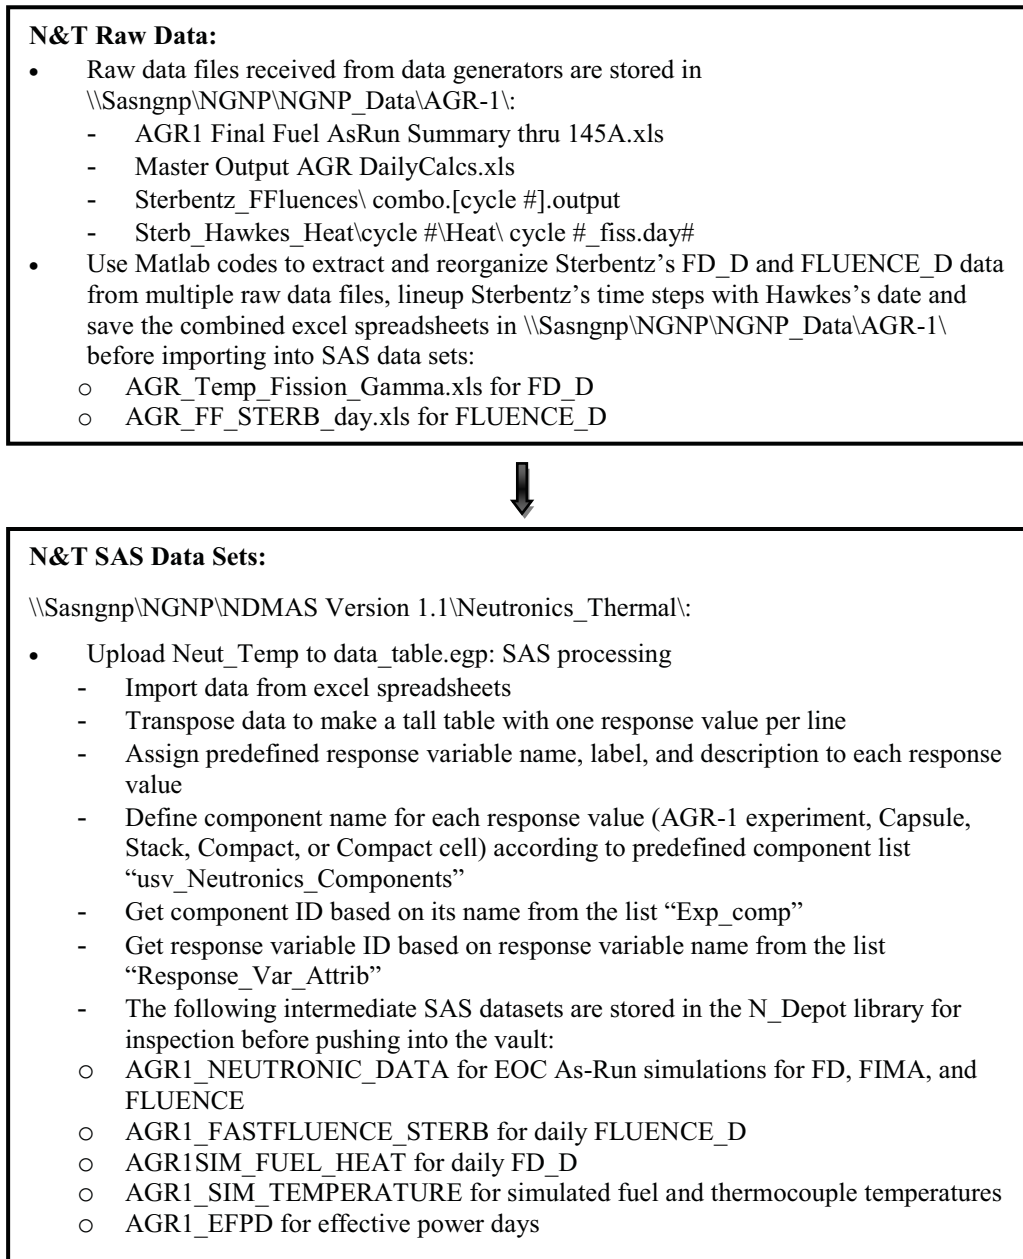 N&T Raw Data:
• Raw data files received from data generators are stored in
\\Sasngnp\NGNP\NGNP_Data\AGR-1\:
- AGR1 Final Fuel AsRun Summary thru 145A.xls
- Master Output AGR DailyCalcs.xls
- Sterbentz_FFluences\ combo.[cycle #].output
- Sterb_Hawkes_Heat\cycle #\Heat\ cycle #_fiss.day#
• Use Matlab codes to extract and reorganize Sterbentz’s FD_D and FLUENCE_D data
from multiple raw data files, lineup Sterbentz’s time steps with Hawkes’s date and
save the combined excel spreadsheets in \\Sasngnp\NGNP\NGNP_Data\AGR-1\
before importing into SAS data sets:
o AGR_Temp_Fission_Gamma.xls for FD_D
o AGR_FF_STERB_day.xls for FLUENCE_D
N&T SAS Data Sets:
\\Sasngnp\NGNP\NDMAS Version 1.1\Neutronics_Thermal\:
• Upload Neut_Temp to data_table.egp: SAS processing
- Import data from excel spreadsheets
- Transpose data to make a tall table with one response value per line
- Assign predefined response variable name, label, and description to each response
value
- Define component name for each response value (AGR-1 experiment, Capsule,
Stack, Compact, or Compact cell) according to predefined component list
“usv_Neutronics_Components”
- Get component ID based on its name from the list “Exp_comp”
- Get response variable ID based on response variable name from the list
“Response_Var_Attrib”
- The following intermediate SAS datasets are stored in the N_Depot library for
inspection before pushing into the vault:
o AGR1_NEUTRONIC_DATA for EOC As-Run simulations for FD, FIMA, and
FLUENCE
o AGR1_FASTFLUENCE_STERB for daily FLUENCE_D
o AGR1SIM_FUEL_HEAT for daily FD_D
o AGR1_SIM_TEMPERATURE for simulated fuel and thermocouple temperatures
o AGR1_EFPD for effective power days